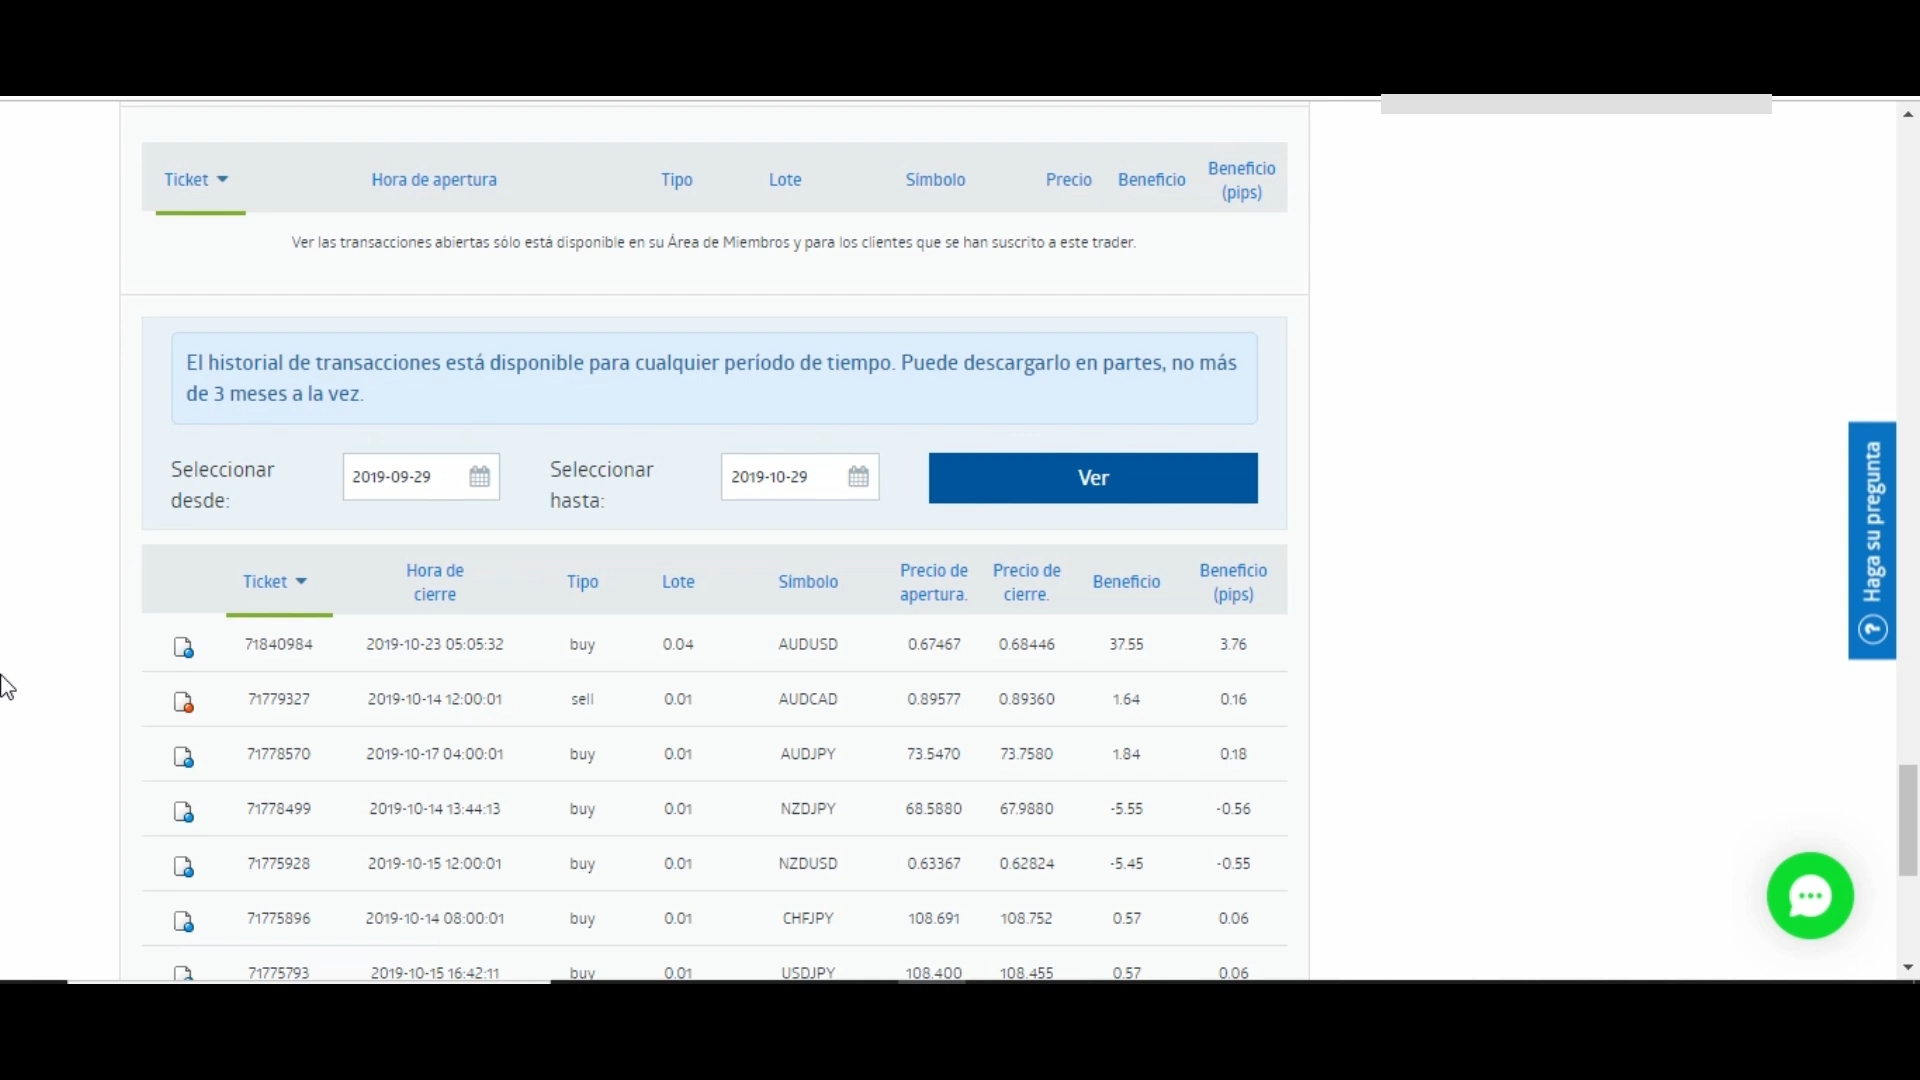 Ticket Hora de apertura Tipo Lote Símbolo Precio Beneficio Beneficio (pips)
Ver las transacciones abiertas sólo está disponible en su Área de Miembros y para los clientes que se han suscrito a este trader.
El historial de transacciones está disponible para cualquier período de tiempo. Puede descargarlo en partes, no más
de 3 meses a la vez.
Seleccionar desde: 2019-09-29 Seleccionar hasta: 2019-10-29 Ver
Ticket Hora de cierre Tipo Lote Símbolo Precio de apertura. Precio de cierre. Beneficio Beneficio (pips)
71840984 2019-10-23 05:05:32 buy 0.04 AUDUSD 0.67467 0.68446 37.55 3.76
71779327 2019-10-14 12:00:01 sell 0.01 AUDCAD 0.89577 0.89360 1.64 0.16
71778570 2019-10-17 04:00:01 buy 0.01 AUDJPY 73.5470 73.7580 1.84 0.18
71778499 2019-10-14 13:44:13 buy 0.01 NZDJPY 68.5880 67.9880 -5.55 -0.56
71775928 2019-10-15 12:00:01 buy 0.01 NZDUSD 0.63367 0.62824 -5.45 -0.55
71775896 2019-10-14 08:00:01 buy 0.01 CHFJPY 108.691 108.752 0.57 0.06
71775793 2019-10-15 16:42:11 buy 0.01 USDJPY 108.400 108.455 0.57 0.06
Haga su pregunta